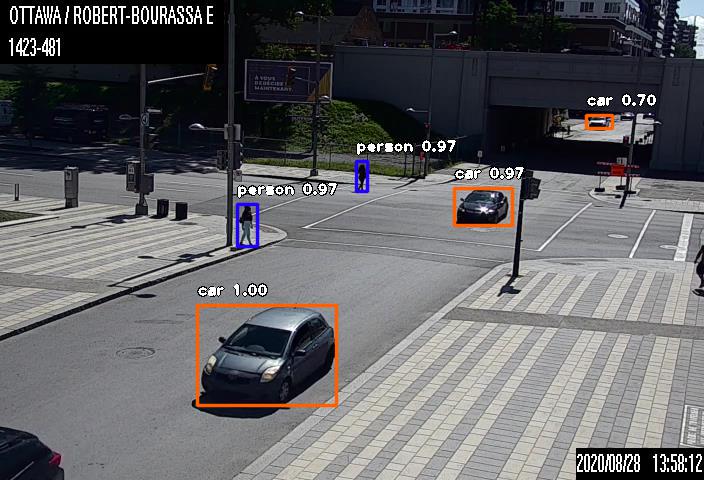 OTTAWA / ROBERT-BOURASSA E
1423-481
À VOUS
DÉCIDEZ
MAINTENANT.
car 0.70
person 0.97
car 0.97
person 0.97
car 1.00
2020/08/28 13:58:12